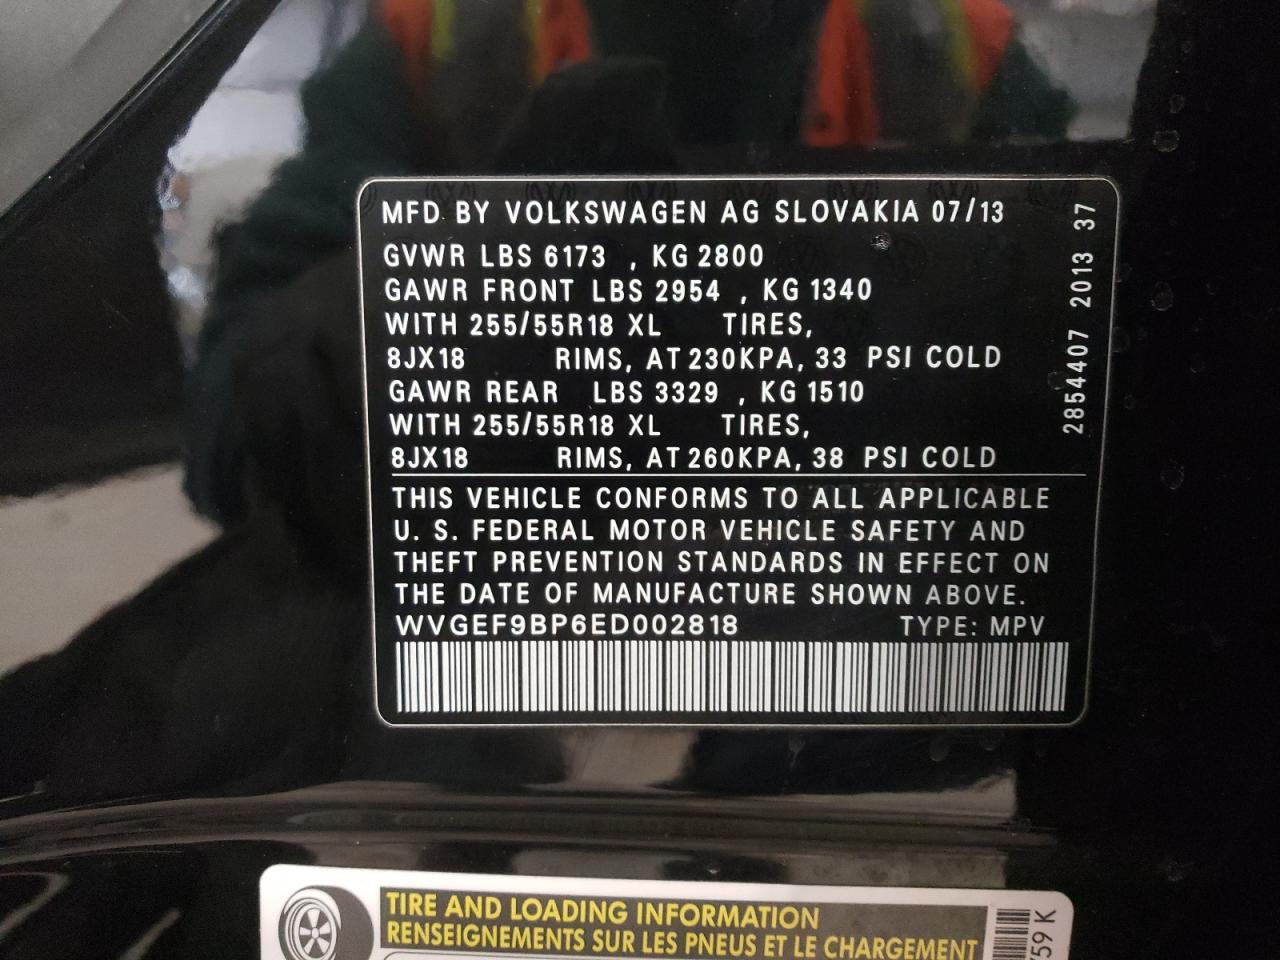 MFD BY VOLKSWAGEN AG SLOVAKIA 07/13
GVWR LBS 6173 , KG 2800
GAWR FRONT LBS 2954 , KG 1340
WITH 255/55R18 XL TIRES,
8JX18 RIMS, AT 230KPA, 33 PSI COLD
GAWR REAR LBS 3329 , KG 1510
WITH 255/55R18 XL TIRES,
8JX18 RIMS, AT 260KPA, 38 PSI COLD
THIS VEHICLE CONFORMS TO ALL APPLICABLE
U. S. FEDERAL MOTOR VEHICLE SAFETY AND
THEFT PREVENTION STANDARDS IN EFFECT ON
THE DATE OF MANUFACTURE SHOWN ABOVE.
WVGEF9BP6ED002818 TYPE: MPV
2854407 2013 37
TIRE AND LOADING INFORMATION
RENSEIGNEMENTS SUR LES PNEUS ET LE CHARGEMENT
759 K